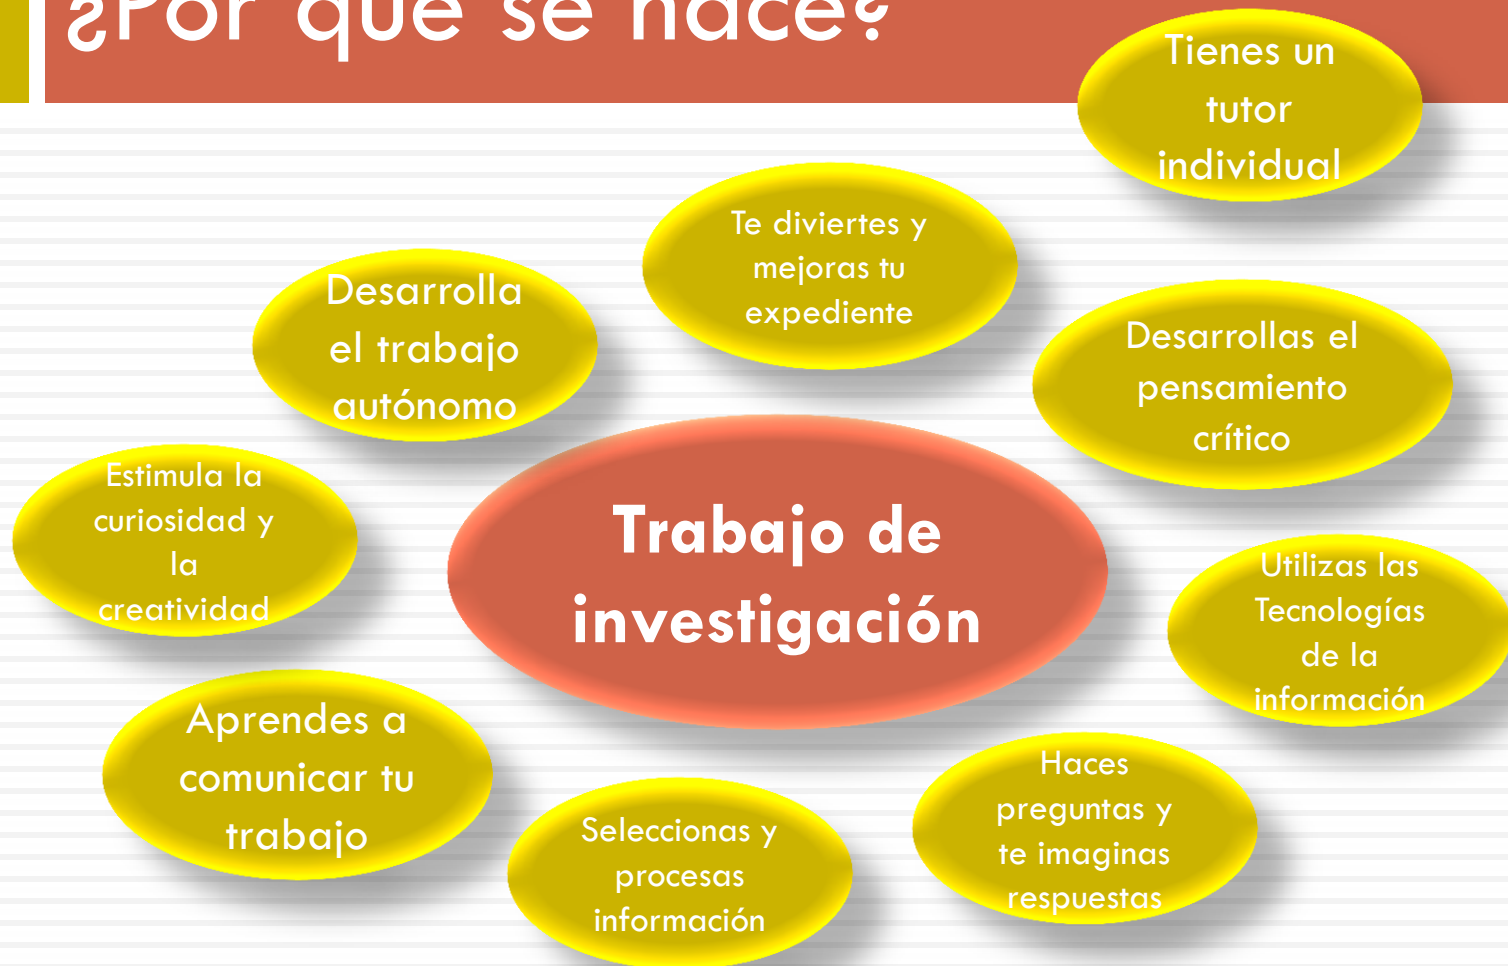 ¿Por qué se hace?
Tienes un
tutor
individual
Te diviertes y
mejoras tu
expediente
Desarrolla
el trabajo
autónomo
Desarrollas el
pensamiento
crítico
Estimula la
curiosidad y
la
creatividad
Trabajo de
investigación
Utilizas las
Tecnologías
de la
información
Aprendes a
comunicar tu
trabajo
Haces
preguntas y
te imaginas
respuestas
Seleccionas y
procesas
información